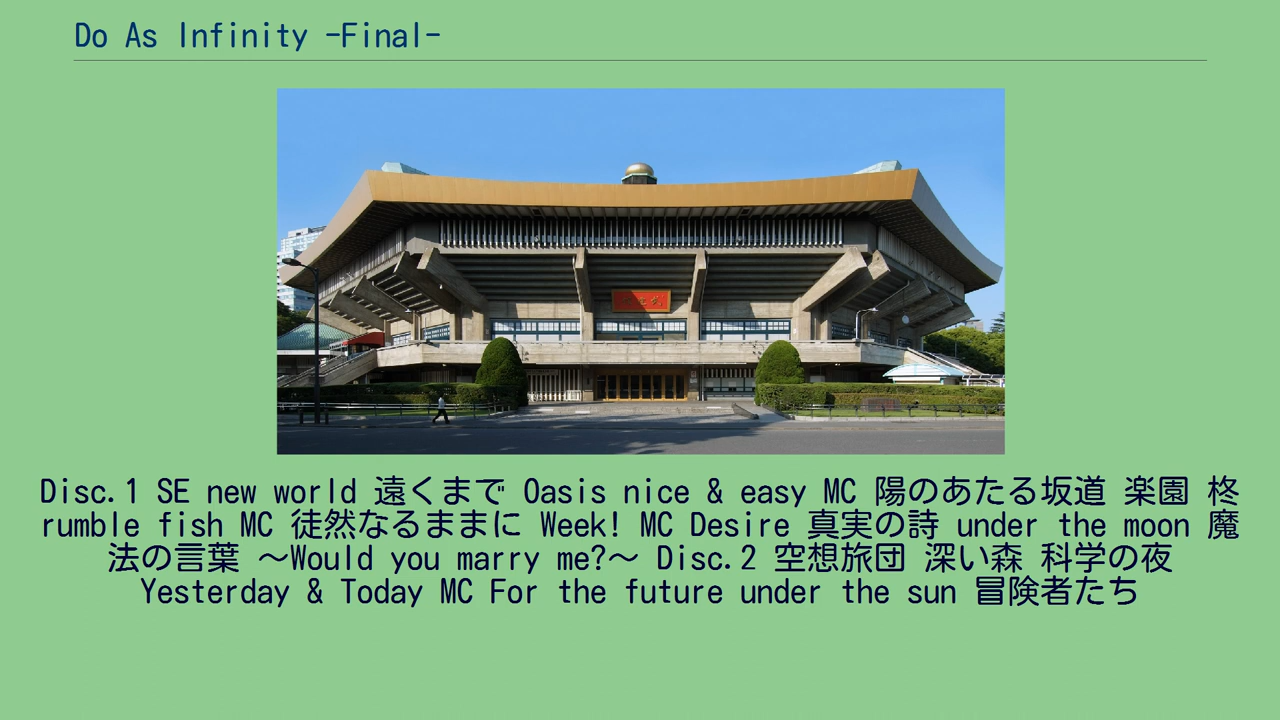 Do As Infinity -Final-
Disc.1 SE new world 遠くまで Oasis nice & easy MC 陽のあたる坂道 楽園 柊
rumble fish MC 徒然なるままに Week! MC Desire 真実の詩 under the moon 魔
法の言葉 ～Would you marry me?～ Disc.2 空想旅団 深い森 科学の夜
Yesterday & Today MC For the future under the sun 冒険者たち